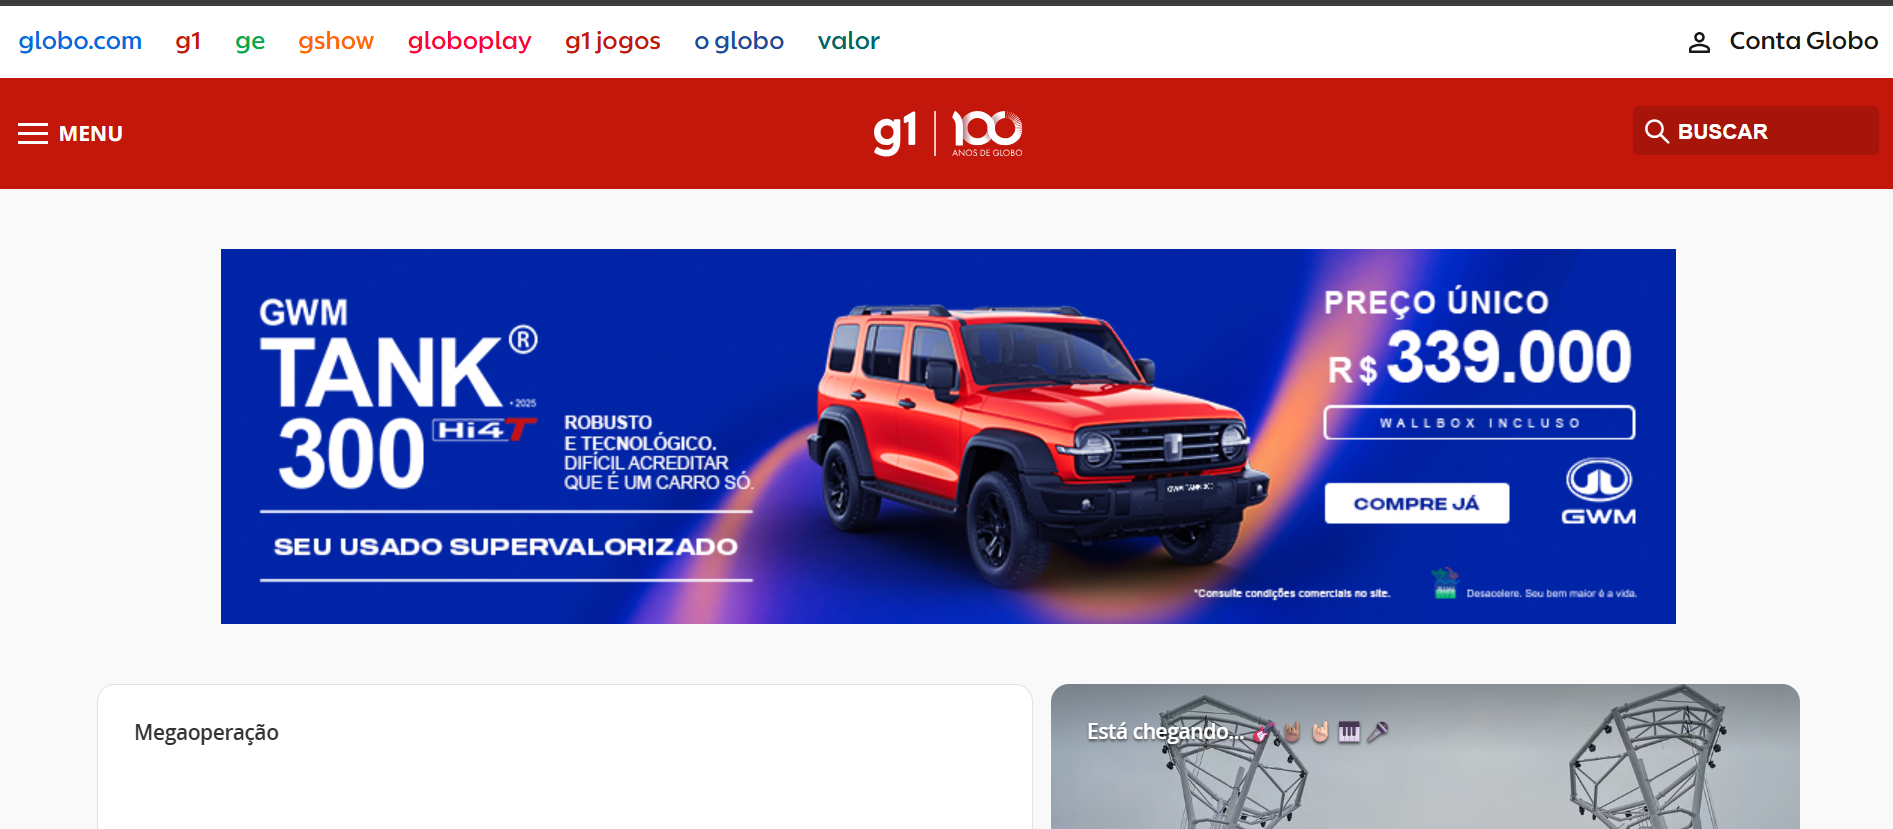 globo.com g1 ge gshow globoplay g1 jogos o globo valor Conta Globo
MENU
g1 100
ANOS DE GLOBO
BUSCAR
GWM
TANK®
• 2025
300 Hi4T
ROBUSTO
E TECNOLÓGICO.
DIFÍCIL ACREDITAR
QUE É UM CARRO SÓ.
SEU USADO SUPERVALORIZADO
GWM TANK 300
PREÇO ÚNICO
R$ 339.000
WALLBOX INCLUSO
COMPRE JÁ
GWM
*Consulte condições comerciais no site.
Desacelere. Seu bem maior é a vida.
Megaoperação
Está chegando... 🎸🤘🏾🤘🏻🎹🎤